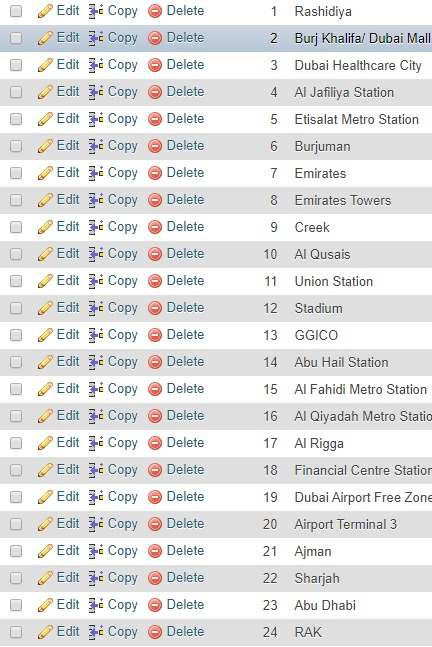 Edit Copy Delete 1 Rashidiya
Edit Copy Delete 2 Burj Khalifa/ Dubai Mall
Edit Copy Delete 3 Dubai Healthcare City
Edit Copy Delete 4 Al Jafiliya Station
Edit Copy Delete 5 Etisalat Metro Station
Edit Copy Delete 6 Burjuman
Edit Copy Delete 7 Emirates
Edit Copy Delete 8 Emirates Towers
Edit Copy Delete 9 Creek
Edit Copy Delete 10 Al Qusais
Edit Copy Delete 11 Union Station
Edit Copy Delete 12 Stadium
Edit Copy Delete 13 GGICO
Edit Copy Delete 14 Abu Hail Station
Edit Copy Delete 15 Al Fahidi Metro Station
Edit Copy Delete 16 Al Qiyadah Metro Statio
Edit Copy Delete 17 Al Rigga
Edit Copy Delete 18 Financial Centre Station
Edit Copy Delete 19 Dubai Airport Free Zone
Edit Copy Delete 20 Airport Terminal 3
Edit Copy Delete 21 Ajman
Edit Copy Delete 22 Sharjah
Edit Copy Delete 23 Abu Dhabi
Edit Copy Delete 24 RAK